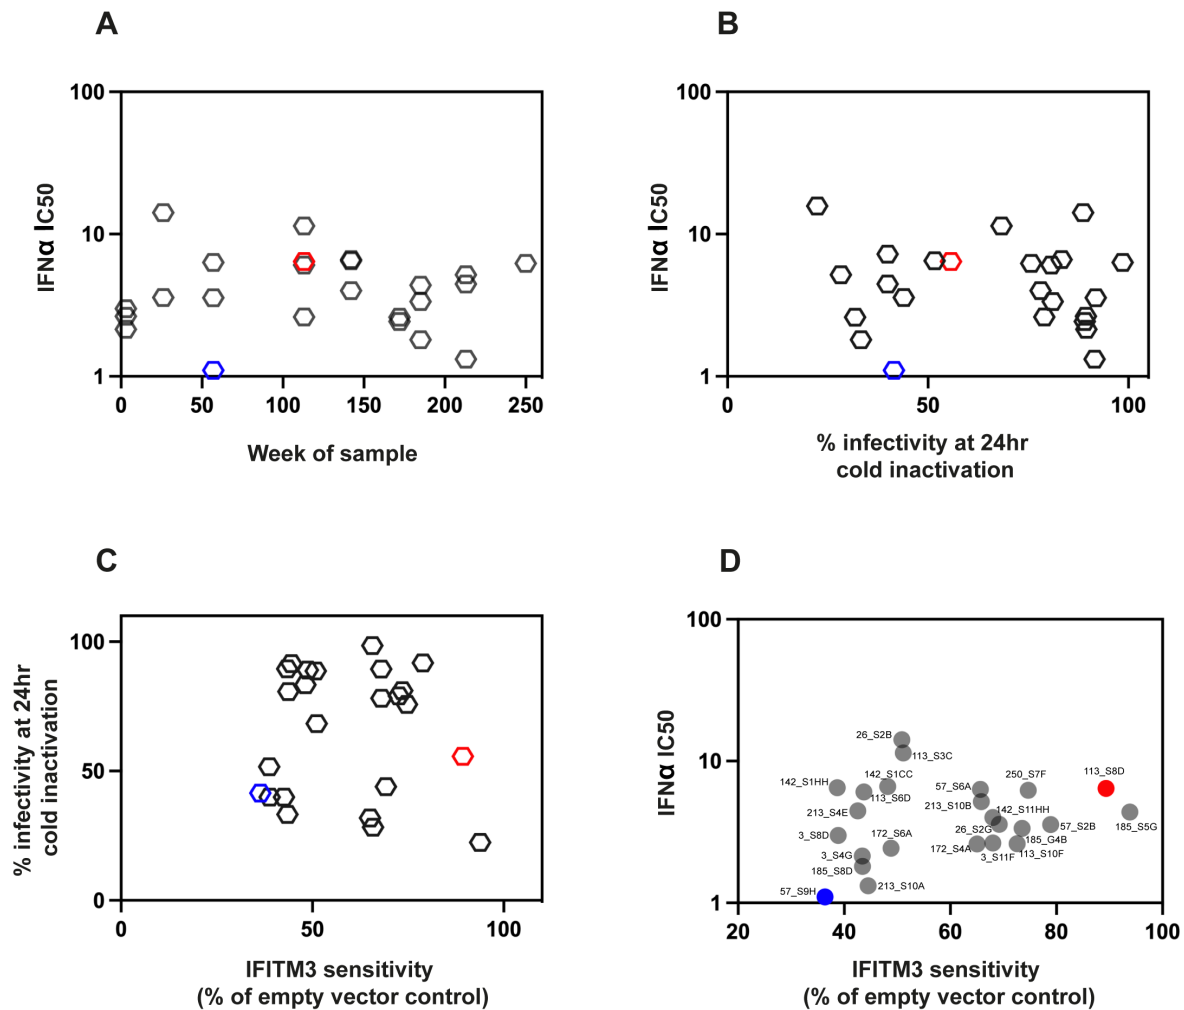 A
100
10
1
IFNα IC50
0
50
100
150
200
250
Week of sample
B
100
10
1
IFNα IC50
0
50
100
% infectivity at 24hr
cold inactivation
C
100
50
0
% infectivity at 24hr
cold inactivation
0
50
100
IFITM3 sensitivity
(% of empty vector control)
D
100
10
1
IFNα IC50
26_S2B
113_S3C
142_S1HH
142_S1CC
113_S6D
213_S4E
57_S6A
250_S7F
113_S8D
213_S10B
142_S11HH
26_S2G
57_S2B
185_S5G
3_S8D
172_S6A
172_S4A
185_G4B
3_S11F
113_S10F
3_S4G
185_S8D
213_S10A
57_S9H
20
40
60
80
100
IFITM3 sensitivity
(% of empty vector control)